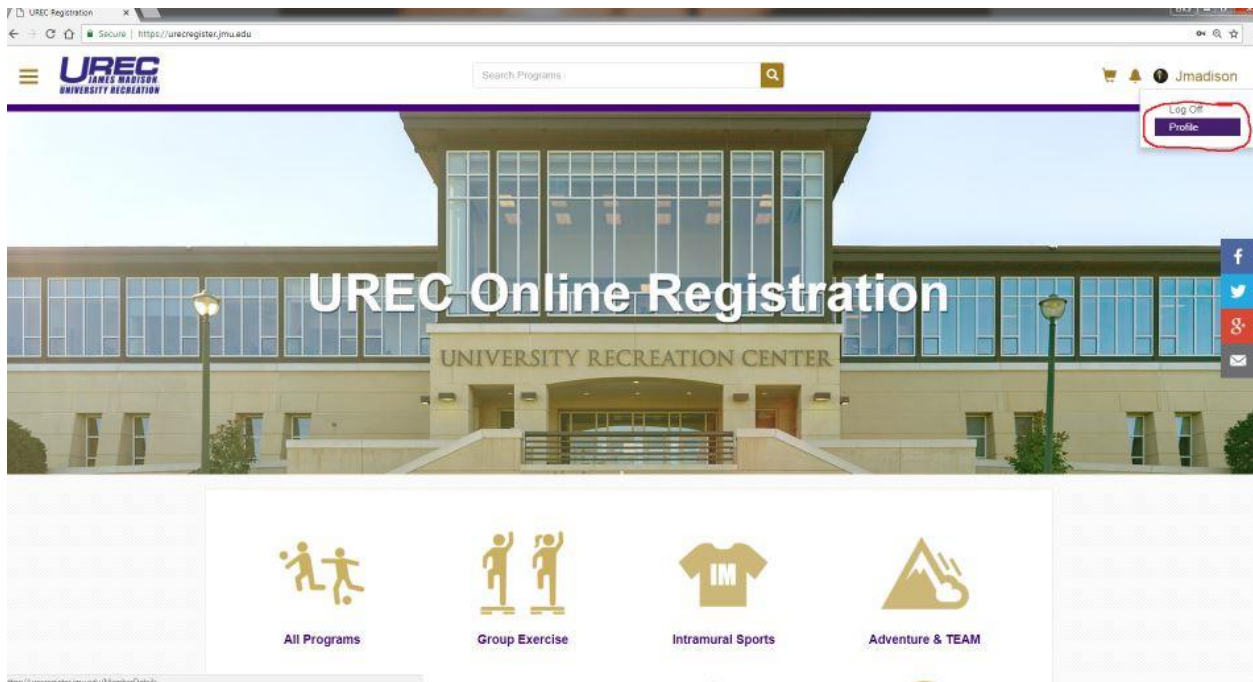 UREC Registration
Secure | https://urecregister.jmu.edu
UREC
JAMES MADISON
UNIVERSITY RECREATION
Search Programs
Jmadison
Log Off
Profile
UREC Online Registration
UNIVERSITY RECREATION CENTER
f
g+
IM
All Programs
Group Exercise
Intramural Sports
Adventure & TEAM